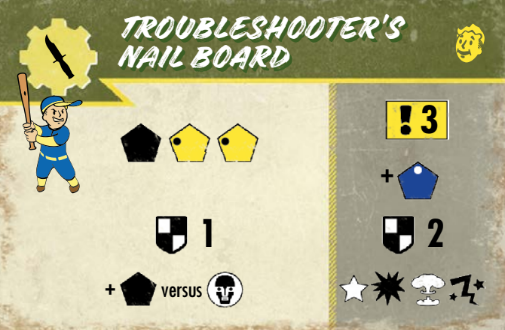 TROUBLESHOOTER'S
NAIL BOARD
! 3
+
1
2
+ versus